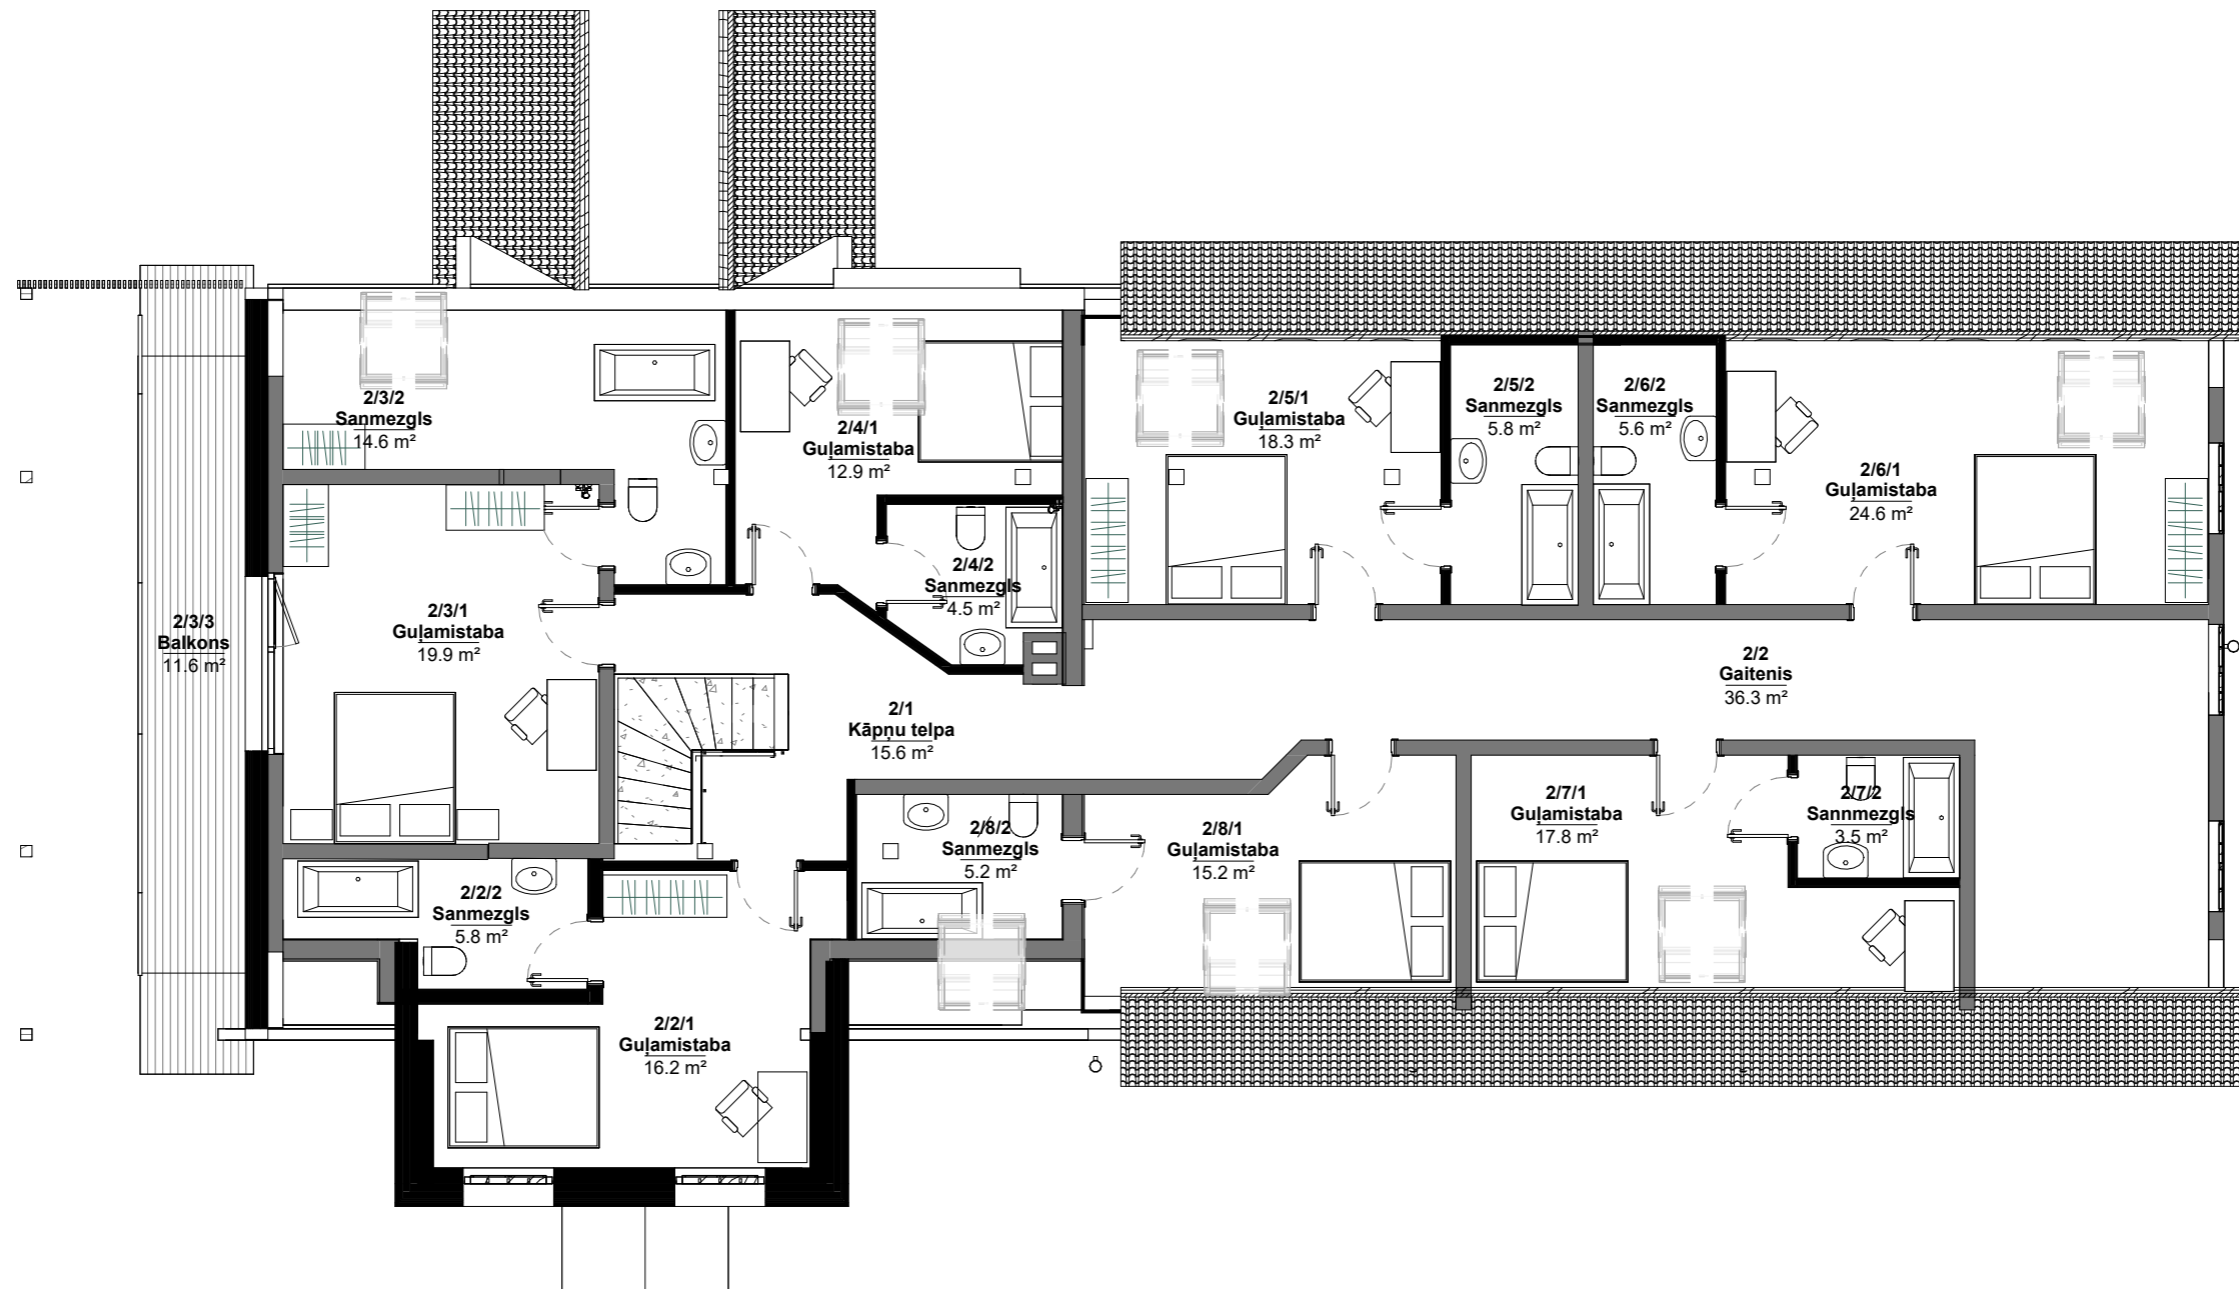 2/3/2
Sanmezgls
14.6 m²
2/4/1
Guļamistaba
12.9 m²
2/5/1
Guļamistaba
18.3 m²
2/5/2
Sanmezgls
5.8 m²
2/6/2
Sanmezgls
5.6 m²
2/6/1
Guļamistaba
24.6 m²
2/3/3
Balkons
11.6 m²
2/3/1
Guļamistaba
19.9 m²
2/4/2
Sanmezgls
4.5 m²
2/1
Kāpņu telpa
15.6 m²
2/2
Gaitenis
36.3 m²
2/2/2
Sanmezgls
5.8 m²
2/8/2
Sanmezgls
5.2 m²
2/8/1
Guļamistaba
15.2 m²
2/7/1
Guļamistaba
17.8 m²
2/7/2
Sannmezgls
3.5 m²
2/2/1
Guļamistaba
16.2 m²